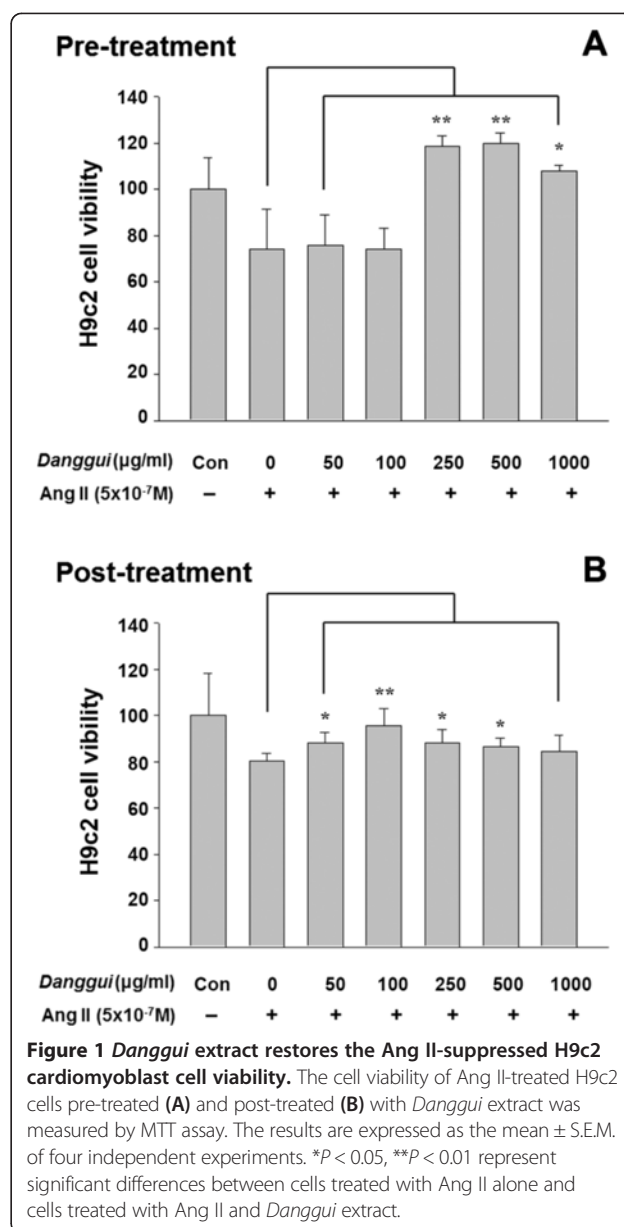 Pre-treatment A
140
120
100
80
60
40
20
0
H9c2 cell vibility
** ** *
Danggui (μg/ml) Con 0 50 100 250 500 1000
Ang II (5x10⁻⁷M) – + + + + + +
Post-treatment B
140
120
100
80
60
40
20
0
H9c2 cell vibility
* ** * *
Danggui (μg/ml) Con 0 50 100 250 500 1000
Ang II (5x10⁻⁷M) – + + + + + +
Figure 1 Danggui extract restores the Ang II-suppressed H9c2
cardiomyoblast cell viability. The cell viability of Ang II-treated H9c2
cells pre-treated (A) and post-treated (B) with Danggui extract was
measured by MTT assay. The results are expressed as the mean ± S.E.M.
of four independent experiments. *P < 0.05, **P < 0.01 represent
significant differences between cells treated with Ang II alone and
cells treated with Ang II and Danggui extract.